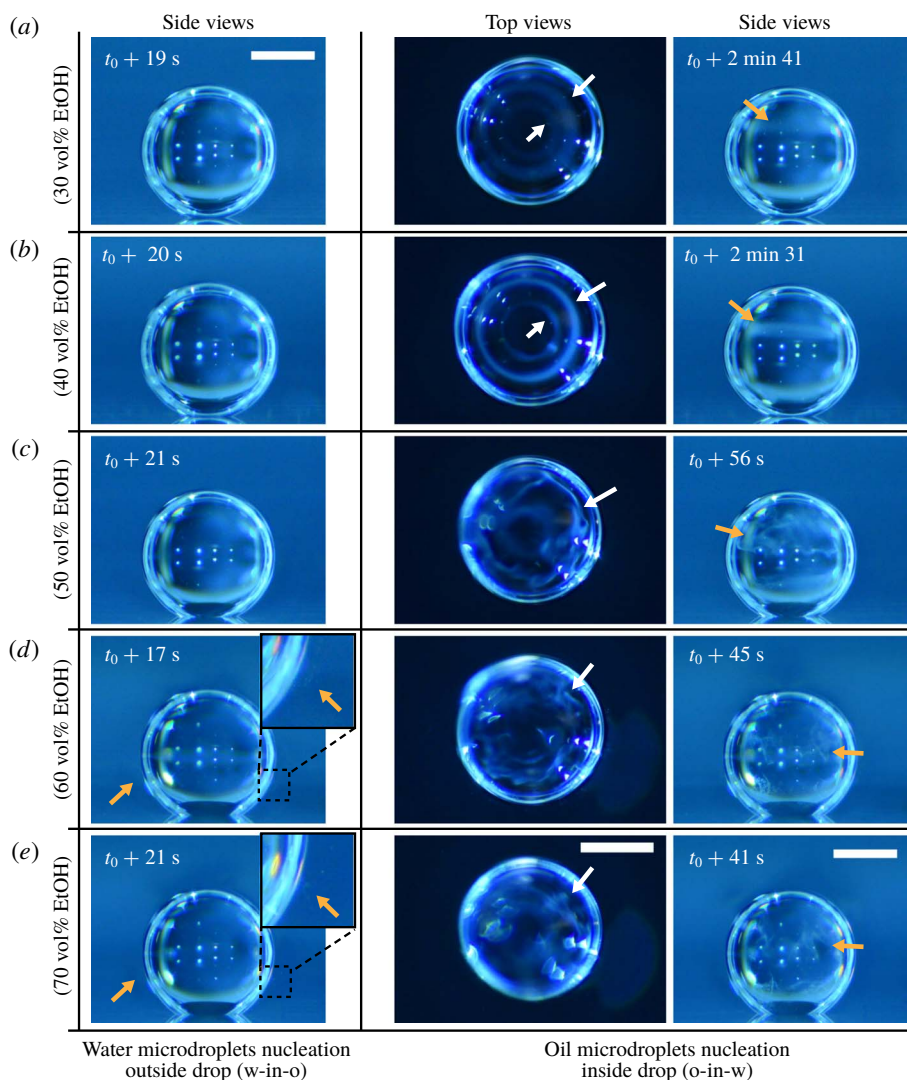 Side views
Top views
Side views
(a)
(30 vol% EtOH)
t0 + 19 s
t0 + 2 min 41
(b)
(40 vol% EtOH)
t0 + 20 s
t0 + 2 min 31
(c)
(50 vol% EtOH)
t0 + 21 s
t0 + 56 s
(d)
(60 vol% EtOH)
t0 + 17 s
t0 + 45 s
(e)
(70 vol% EtOH)
t0 + 21 s
t0 + 41 s
Water microdroplets nucleation
outside drop (w-in-o)
Oil microdroplets nucleation
inside drop (o-in-w)